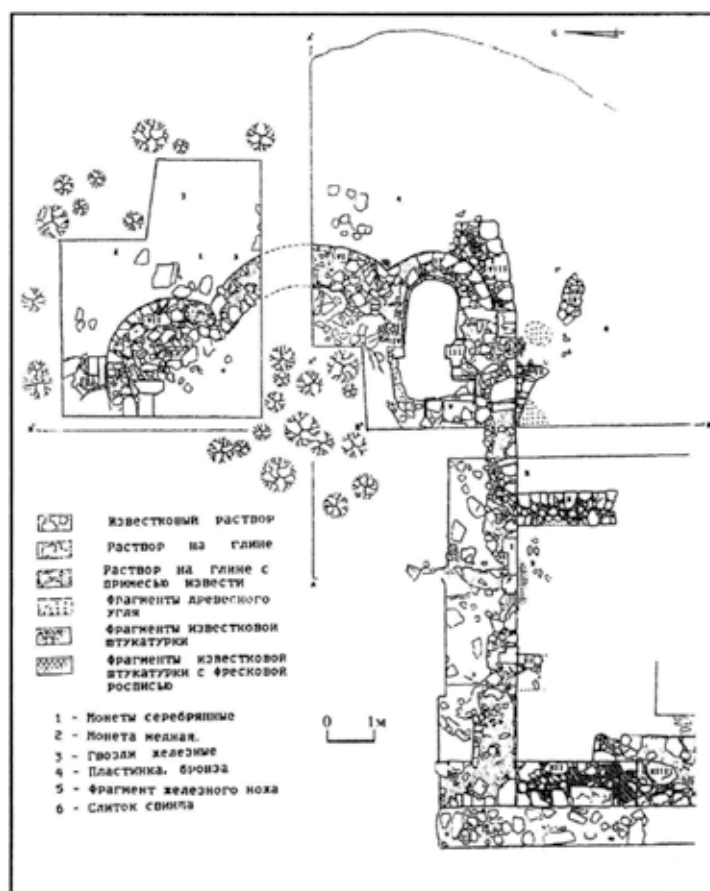 С
Известковый раствор
Раствор на глине
Раствор на глине с
примесью извести
Фрагменты древесного
угля
Фрагменты известковой
штукатурки
Фрагменты известковой
штукатурки с фресковой
росписью
1 - Монеты серебрянные
2 - Монета медная.
3 - Гвозди железные
4 - Пластинка. бронза
5 - Фрагмент железного ножа
6 - Слиток свинца
0 1м